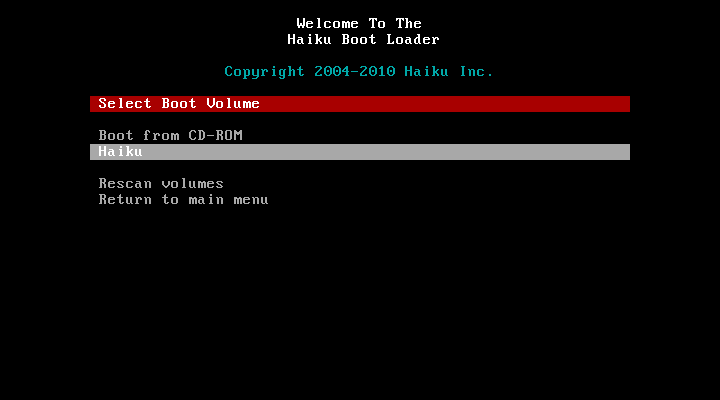 Welcome To The
Haiku Boot Loader
Copyright 2004-2010 Haiku Inc.
Select Boot Volume
Boot from CD-ROM
Haiku
Rescan volumes
Return to main menu